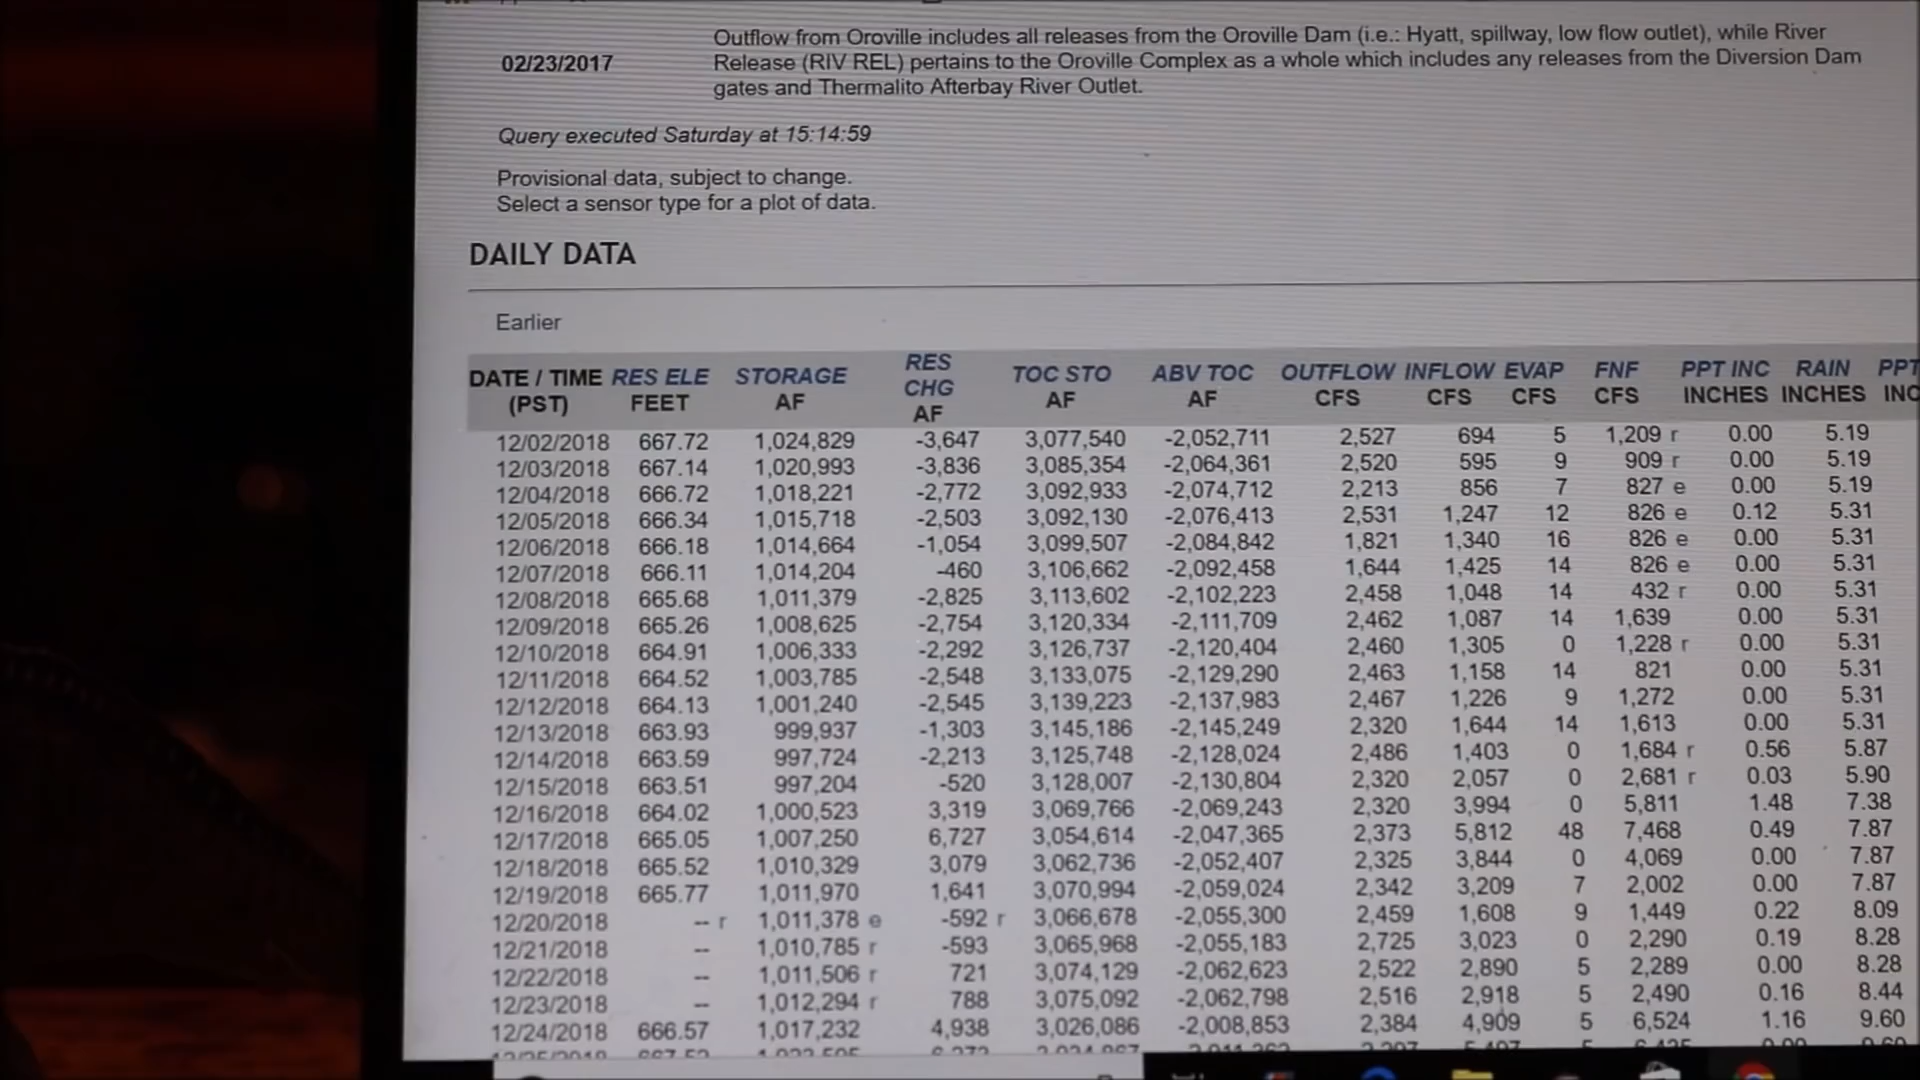 Outflow from Oroville includes all releases from the Oroville Dam (i.e.: Hyatt, spillway, low flow outlet), while River
02/23/2017 Release (RIV REL) pertains to the Oroville Complex as a whole which includes any releases from the Diversion Dam
gates and Thermalito Afterbay River Outlet.
Query executed Saturday at 15:14:59
Provisional data, subject to change.
Select a sensor type for a plot of data.
DAILY DATA
Earlier
DATE / TIME RES ELE STORAGE RES CHG TOC STO ABV TOC OUTFLOW INFLOW EVAP FNF PPT INC RAIN PPT
(PST) FEET AF AF AF AF CFS CFS CFS CFS INCHES INCHES INC
12/02/2018 667.72 1,024,829 -3,647 3,077,540 -2,052,711 2,527 694 5 1,209 r 0.00 5.19
12/03/2018 667.14 1,020,993 -3,836 3,085,354 -2,064,361 2,520 595 9 909 r 0.00 5.19
12/04/2018 666.72 1,018,221 -2,772 3,092,933 -2,074,712 2,213 856 7 827 e 0.00 5.19
12/05/2018 666.34 1,015,718 -2,503 3,092,130 -2,076,413 2,531 1,247 12 826 e 0.12 5.31
12/06/2018 666.18 1,014,664 -1,054 3,099,507 -2,084,842 1,821 1,340 16 826 e 0.00 5.31
12/07/2018 666.11 1,014,204 -460 3,106,662 -2,092,458 1,644 1,425 14 826 e 0.00 5.31
12/08/2018 665.68 1,011,379 -2,825 3,113,602 -2,102,223 2,458 1,048 14 432 r 0.00 5.31
12/09/2018 665.26 1,008,625 -2,754 3,120,334 -2,111,709 2,462 1,087 14 1,639 0.00 5.31
12/10/2018 664.91 1,006,333 -2,292 3,126,737 -2,120,404 2,460 1,305 0 1,228 r 0.00 5.31
12/11/2018 664.52 1,003,785 -2,548 3,133,075 -2,129,290 2,463 1,158 14 821 0.00 5.31
12/12/2018 664.13 1,001,240 -2,545 3,139,223 -2,137,983 2,467 1,226 9 1,272 0.00 5.31
12/13/2018 663.93 999,937 -1,303 3,145,186 -2,145,249 2,320 1,644 14 1,613 0.00 5.31
12/14/2018 663.59 997,724 -2,213 3,125,748 -2,128,024 2,486 1,403 0 1,684 r 0.56 5.87
12/15/2018 663.51 997,204 -520 3,128,007 -2,130,804 2,320 2,057 0 2,681 r 0.03 5.90
12/16/2018 664.02 1,000,523 3,319 3,069,766 -2,069,243 2,320 3,994 0 5,811 1.48 7.38
12/17/2018 665.05 1,007,250 6,727 3,054,614 -2,047,365 2,373 5,812 48 7,468 0.49 7.87
12/18/2018 665.52 1,010,329 3,079 3,062,736 -2,052,407 2,325 3,844 0 4,069 0.00 7.87
12/19/2018 665.77 1,011,970 1,641 3,070,994 -2,059,024 2,342 3,209 7 2,002 0.00 7.87
12/20/2018 -- r 1,011,378 e -592 r 3,066,678 -2,055,300 2,459 1,608 9 1,449 0.22 8.09
12/21/2018 -- 1,010,785 r -593 3,065,968 -2,055,183 2,725 3,023 0 2,290 0.19 8.28
12/22/2018 -- 1,011,506 r 721 3,074,129 -2,062,623 2,522 2,890 5 2,289 0.00 8.28
12/23/2018 -- 1,012,294 r 788 3,075,092 -2,062,798 2,516 2,918 5 2,490 0.16 8.44
12/24/2018 666.57 1,017,232 4,938 3,026,086 -2,008,853 2,384 4,909 5 6,524 1.16 9.60